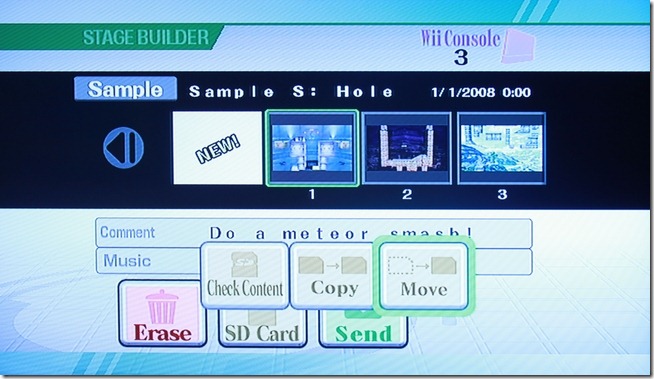 STAGE BUILDER
Wii Console
3
Sample
Sample S: Hole
1/1/2008 0:00
NEW!
1
2
3
Comment
Do a meteor smash!
Music
SD
Check Content
Copy
Move
Erase
SD Card
Send